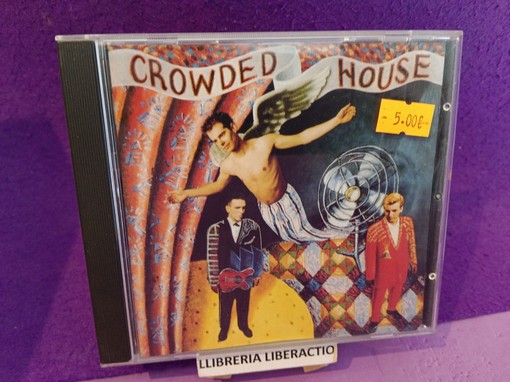 CROWDED HOUSE
- 5.00€-
LLIBRERIA LIBERACTIO